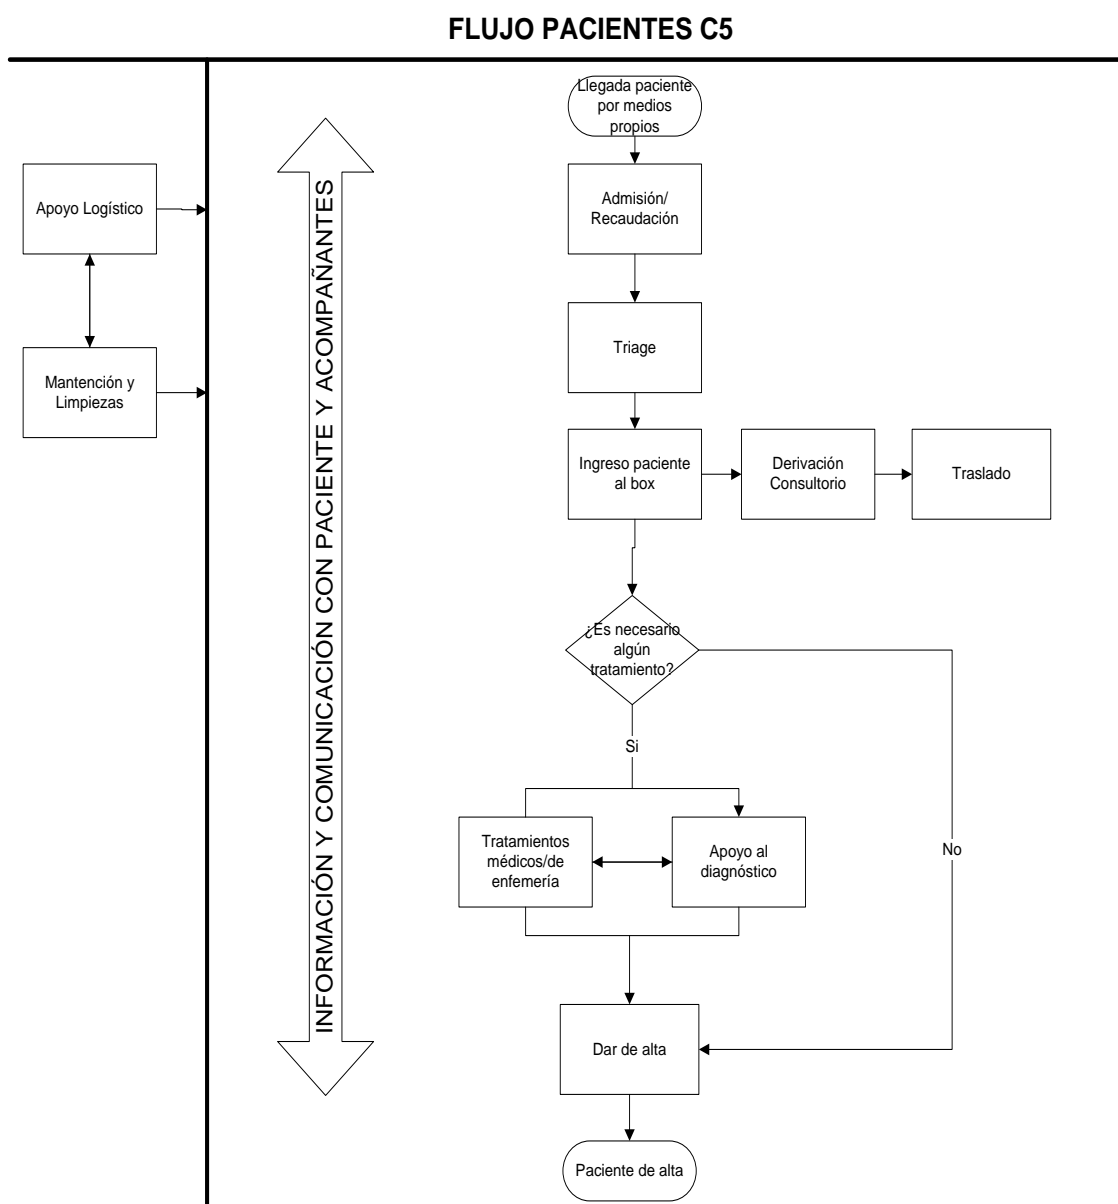 FLUJO PACIENTES C5
Llegada paciente
por medios
propios
Apoyo Logístico
Admisión/
Recaudación
INFORMACIÓN Y COMUNICACIÓN CON PACIENTE Y ACOMPAÑANTES
Triage
Mantención y
Limpiezas
Ingreso paciente
al box
Derivación
Consultorio
Traslado
¿Es necesario
algún
tratamiento?
Si
Tratamientos
médicos/de
enfemería
Apoyo al
diagnóstico
No
Dar de alta
Paciente de alta